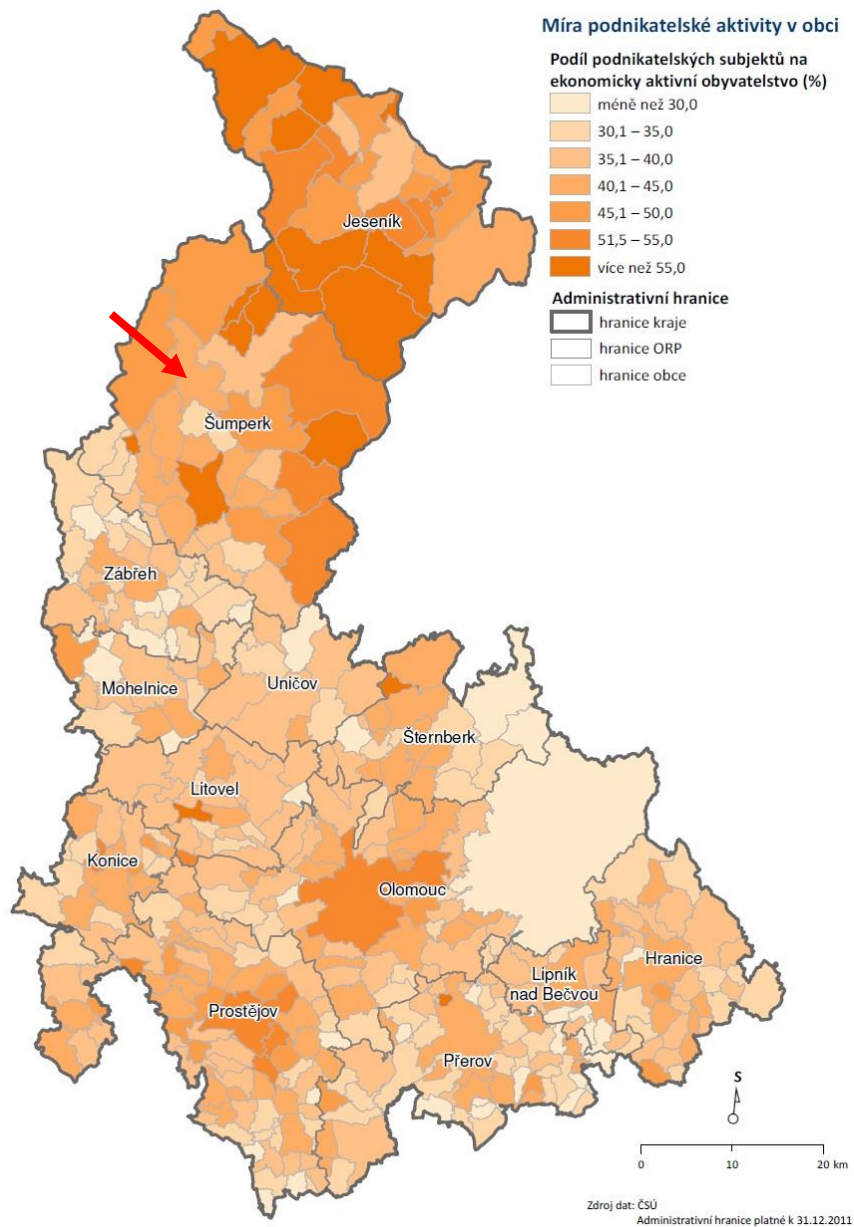 Míra podnikatelské aktivity v obci
Podíl podnikatelských subjektů na
ekonomicky aktivní obyvatelstvo (%)
méně než 30,0
30,1 – 35,0
35,1 – 40,0
40,1 – 45,0
45,1 – 50,0
51,5 – 55,0
více než 55,0
Administrativní hranice
hranice kraje
hranice ORP
hranice obce
Jeseník
Šumperk
Zábřeh
Mohelnice
Uničov
Šternberk
Litovel
Konice
Olomouc
Hranice
Lipník
nad Bečvou
Prostějov
Přerov
S
0 10 20 km
Zdroj dat: ČSÚ
Administrativní hranice platné k 31.12.2011